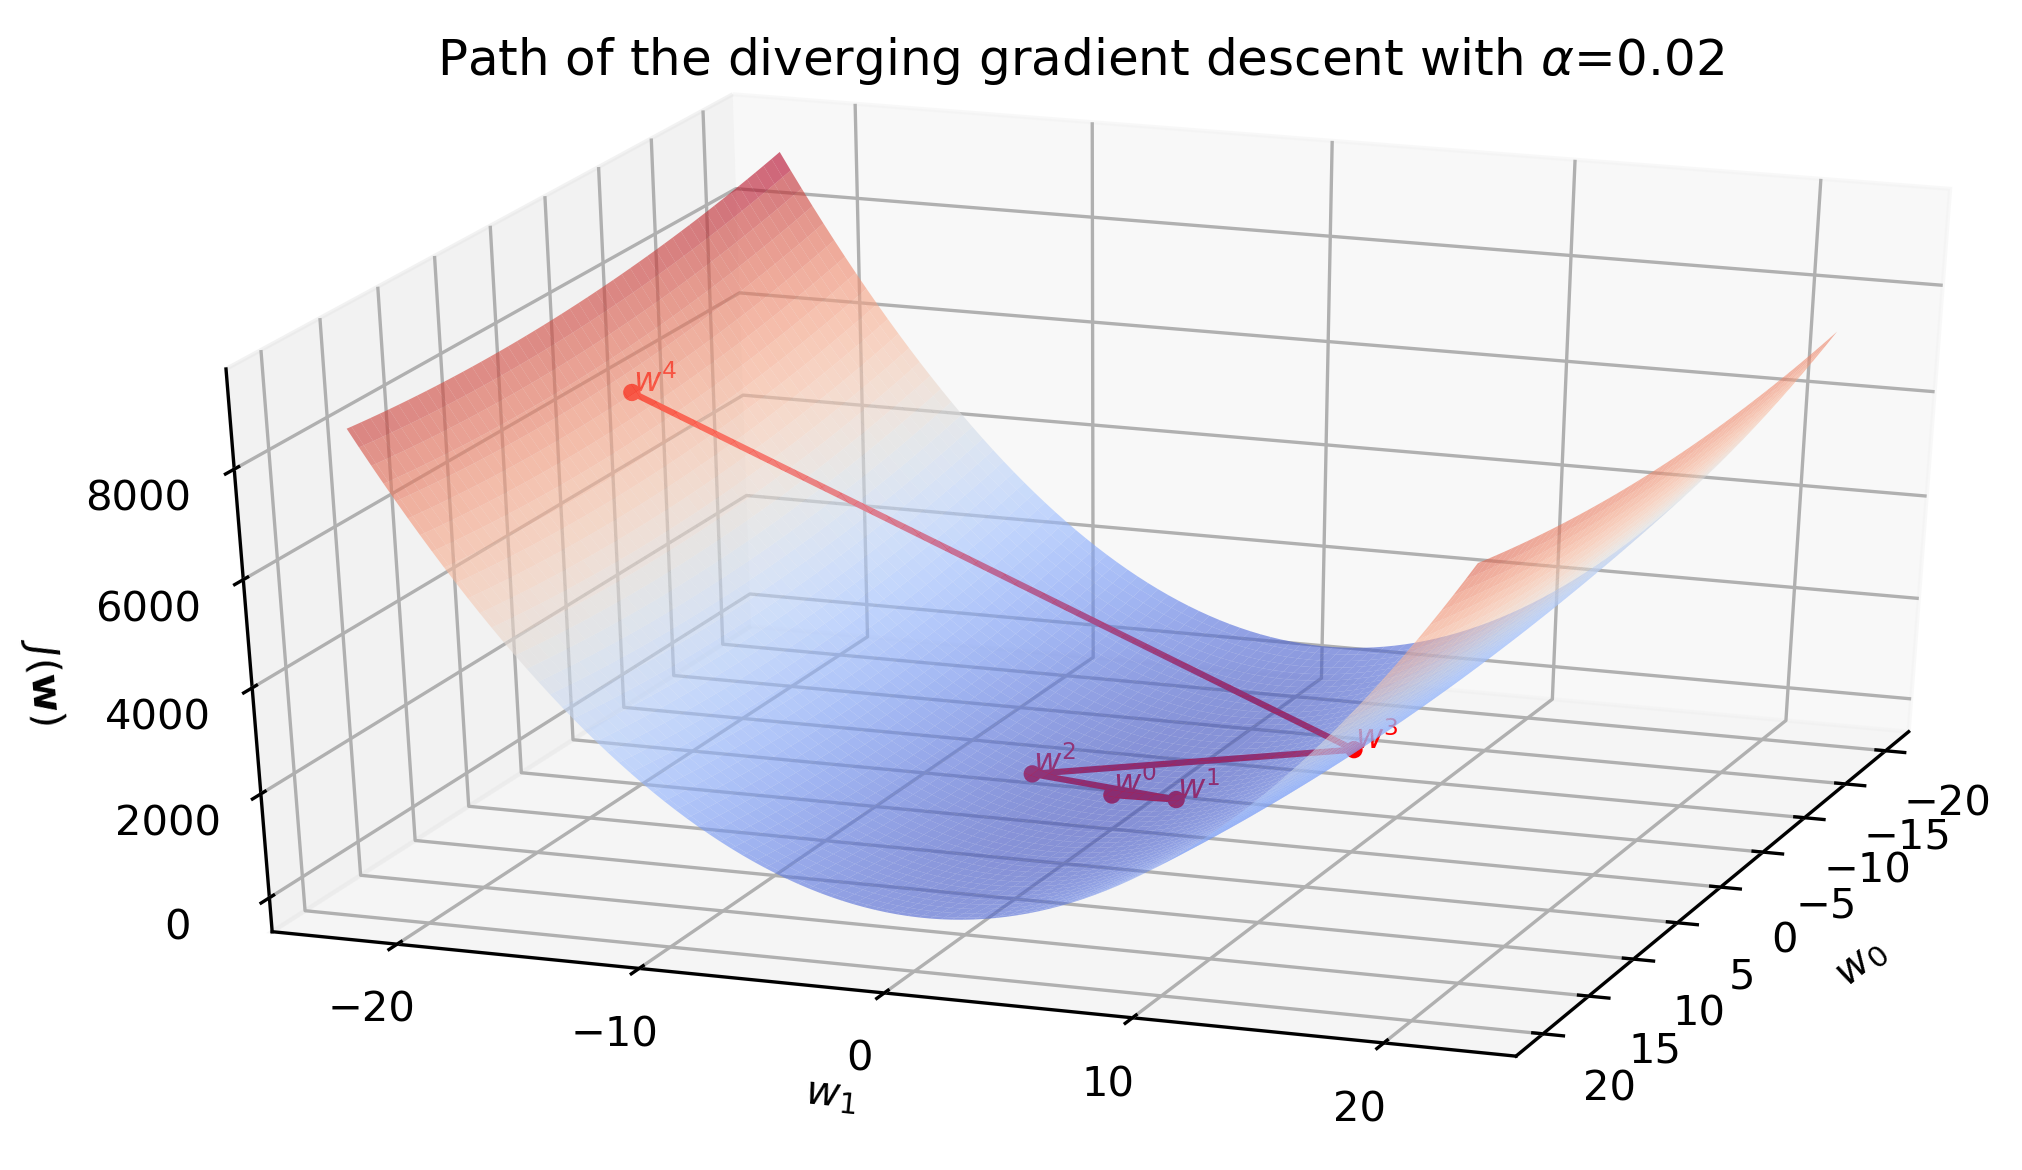 Path of the diverging gradient descent with α=0.02
w⁴
w³
w²
w⁰
w¹
J(w)
8000
6000
4000
2000
0
w₁
−20
−10
0
10
20
w₀
−20
−15
−10
−5
0
5
10
15
20